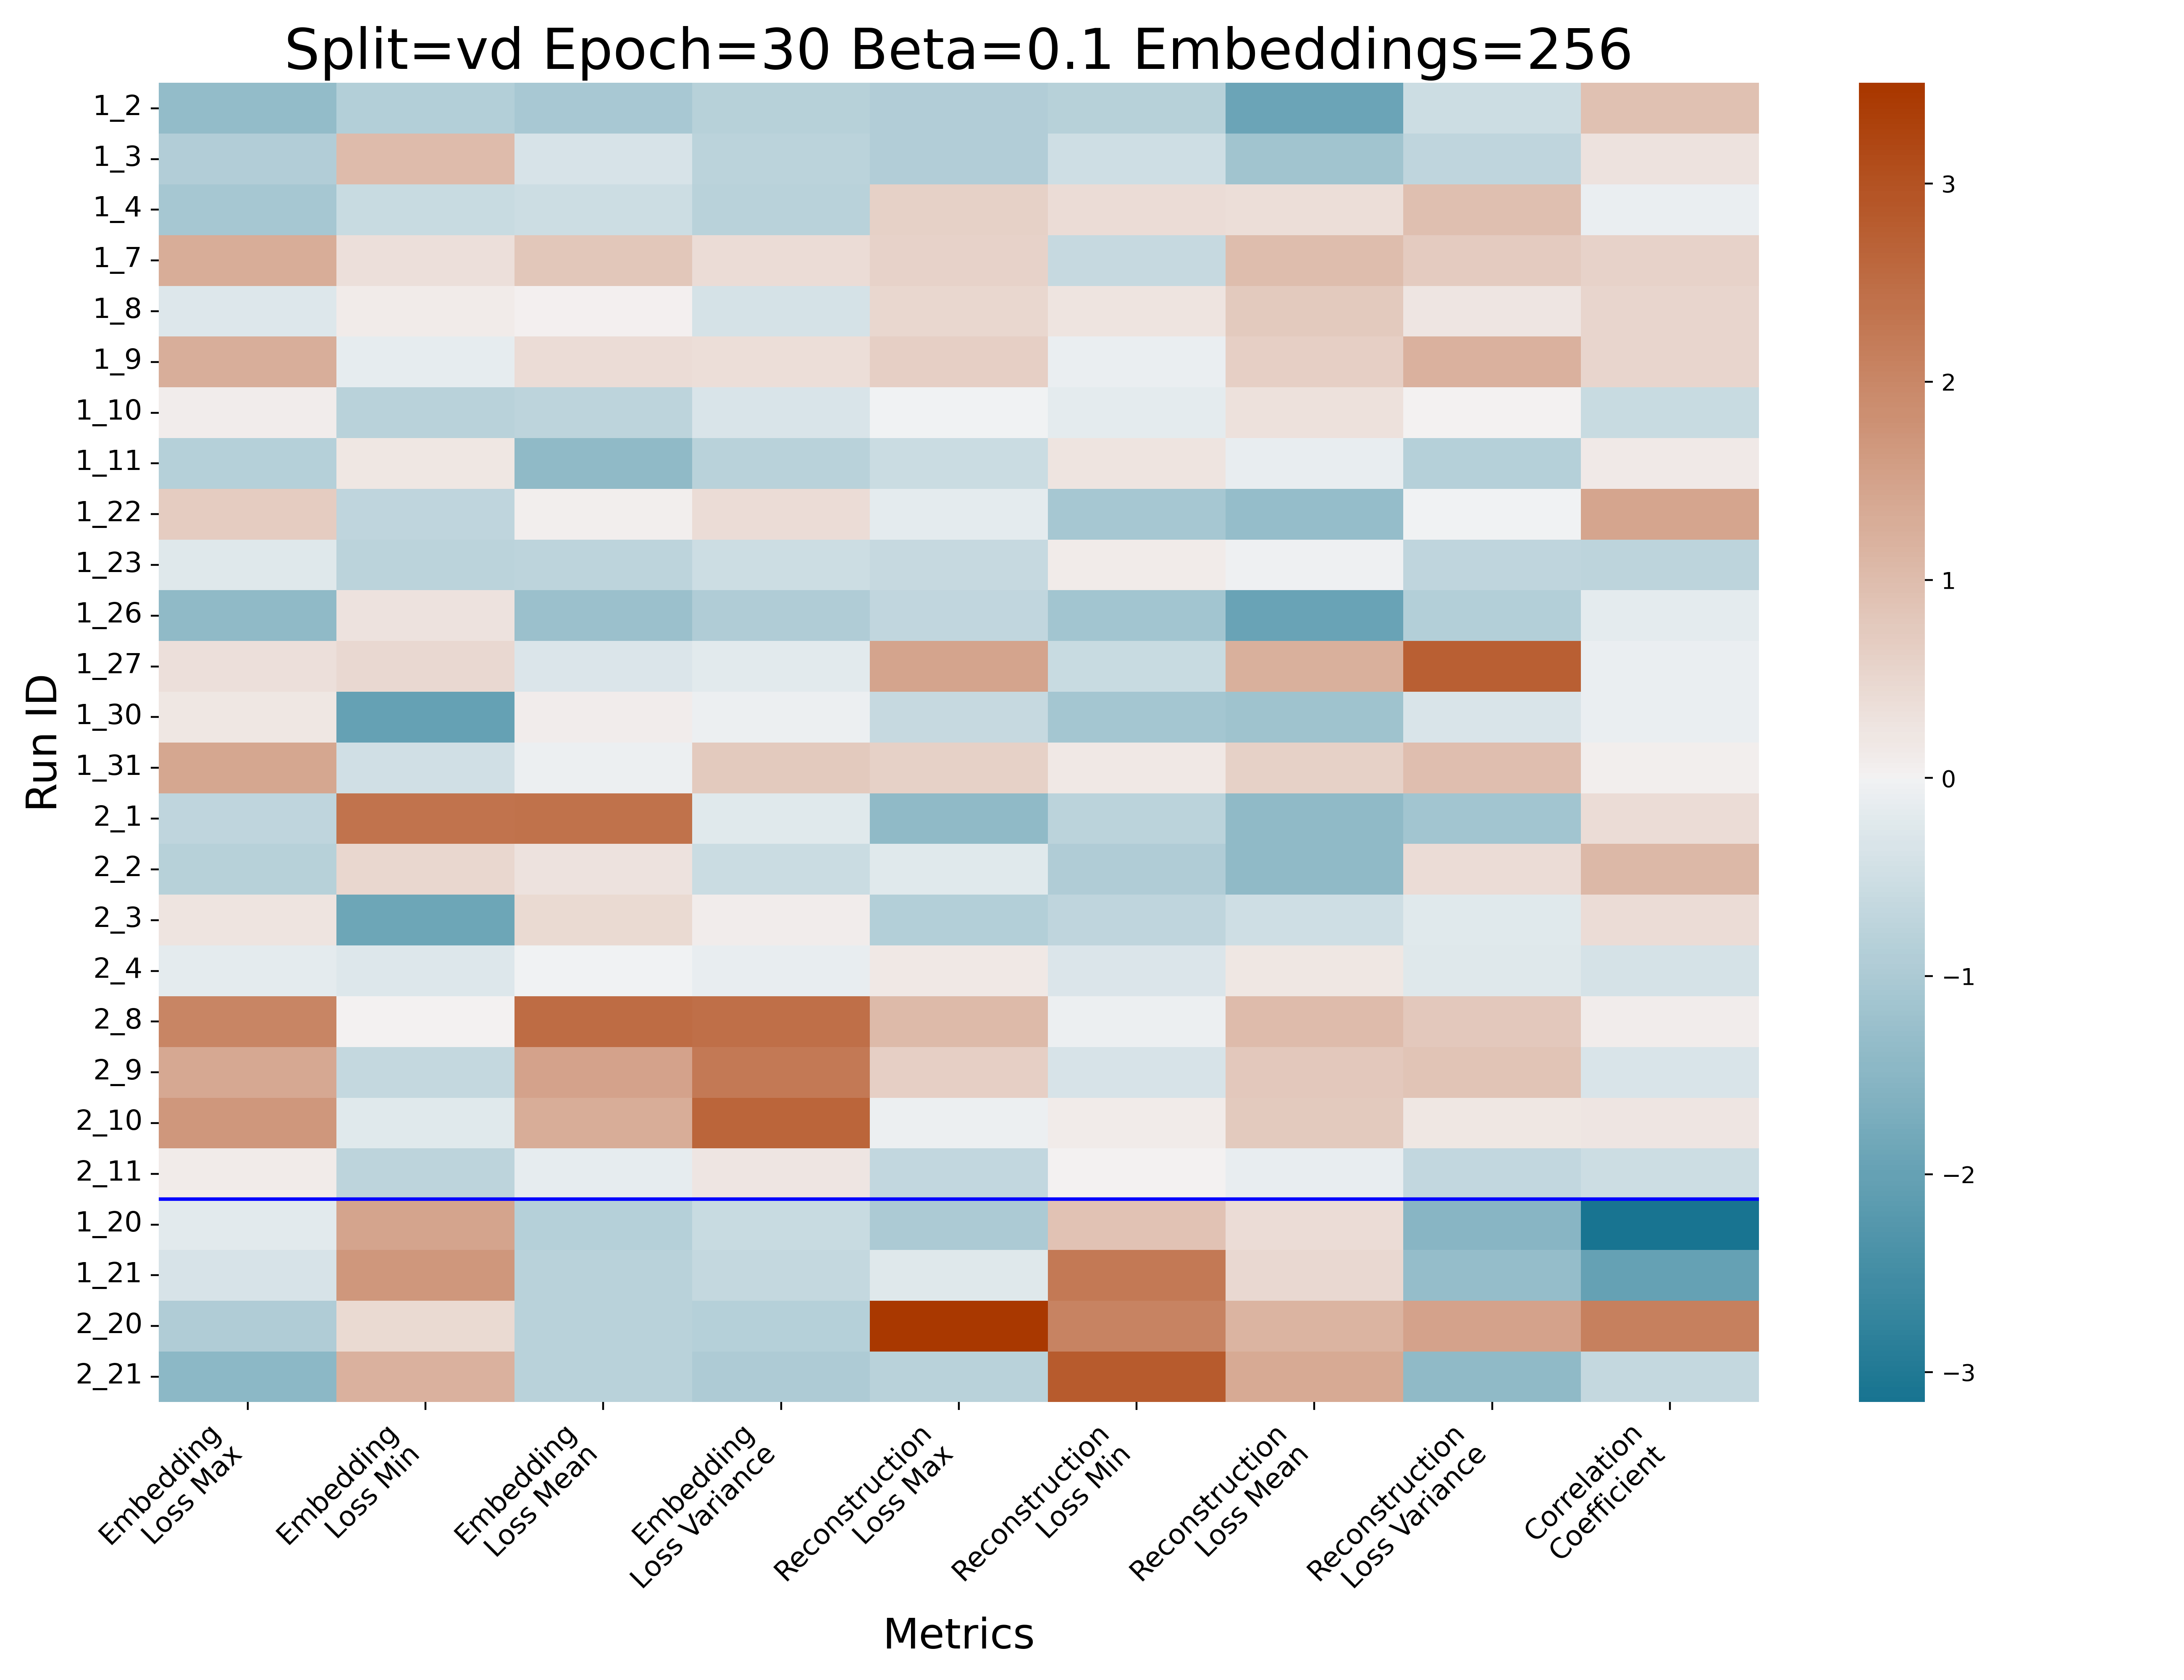 Split=vd Epoch=30 Beta=0.1 Embeddings=256
Run ID
1_2
1_3
1_4
1_7
1_8
1_9
1_10
1_11
1_22
1_23
1_26
1_27
1_30
1_31
2_1
2_2
2_3
2_4
2_8
2_9
2_10
2_11
1_20
1_21
2_20
2_21
Embedding
Loss Max
Embedding
Loss Min
Embedding
Loss Mean
Embedding
Loss Variance
Reconstruction
Loss Max
Reconstruction
Loss Min
Reconstruction
Loss Mean
Reconstruction
Loss Variance
Correlation
Coefficient
Metrics
3
2
1
0
−1
−2
−3